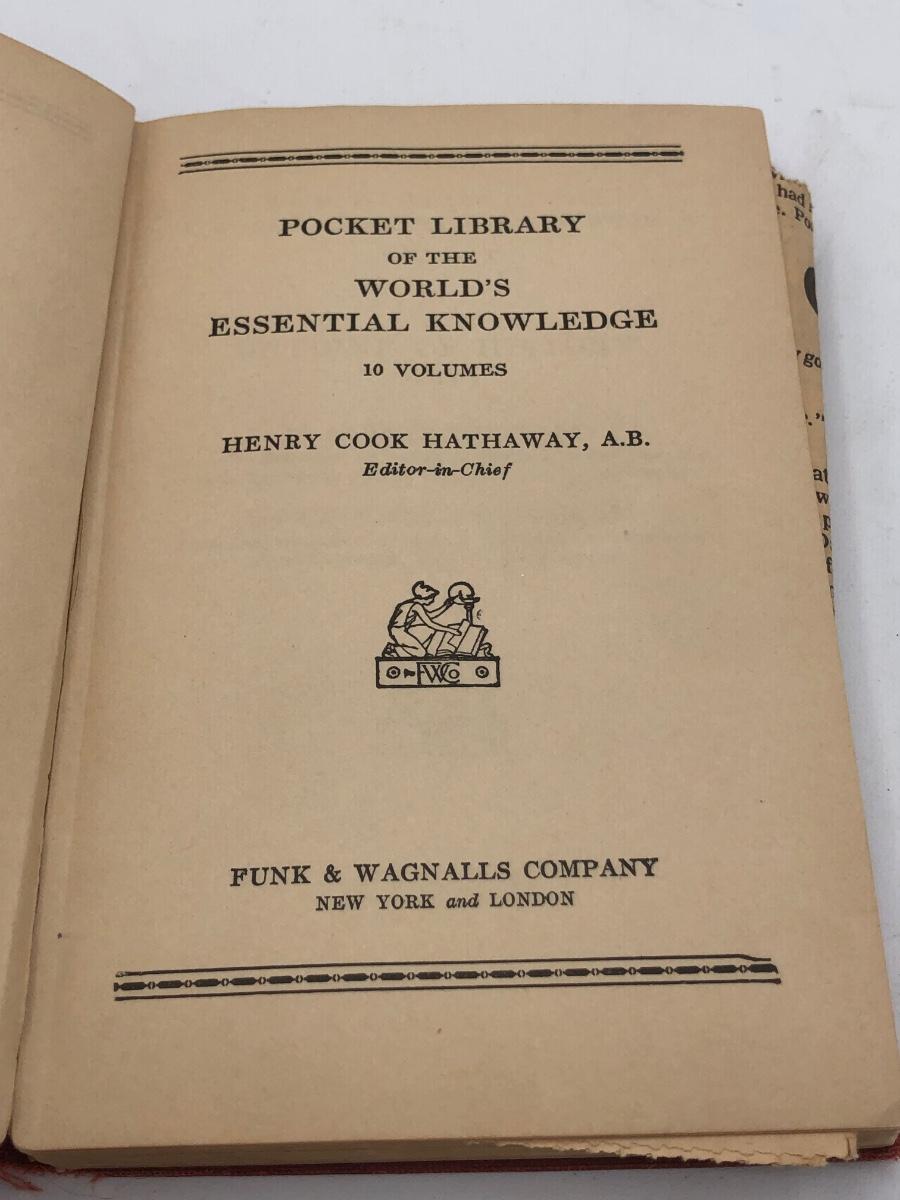 POCKET LIBRARY
OF THE
WORLD'S
ESSENTIAL KNOWLEDGE
10 VOLUMES
HENRY COOK HATHAWAY, A.B.
Editor-in-Chief
FWCo
FUNK & WAGNALLS COMPANY
NEW YORK and LONDON
had